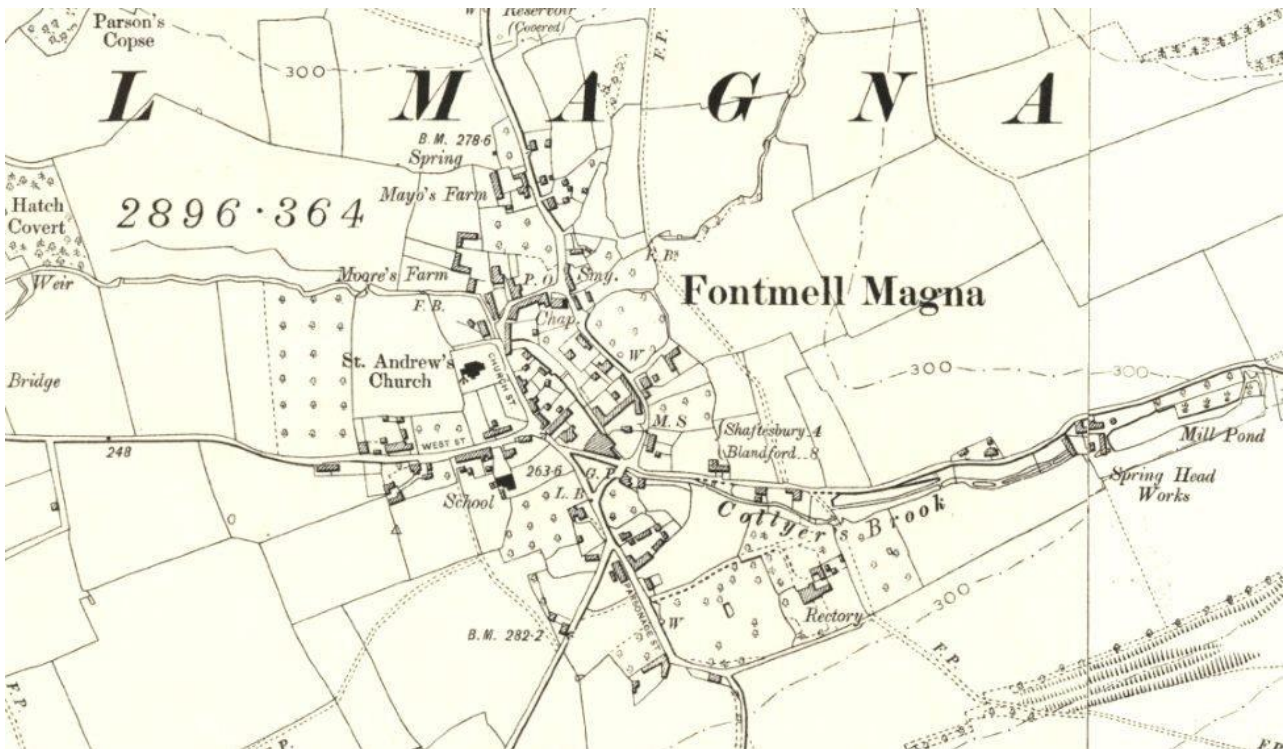 Parson's
Copse
Reservoir
(Covered)
W
F.P.
300
L M A G N A
B.M. 278·6
Spring
Mayo's Farm
Hatch
Covert
2896·364
Weir
Moore's Farm
P.O.
Smy.
F.Bs
Fontmell Magna
F.B.
Chap.
St. Andrew's
Church
CHURCH ST
W
300
300
Bridge
M.S
Shaftesbury 4
Blandford..8
Mill Pond
248
WEST ST
263·6
G.P.
Spring Head
Works
School
L.B.
Collyer's Brook
300
PARSONAGE ST
Rectory
B.M. 282·2
W
F.P.
F.P.
F.P.